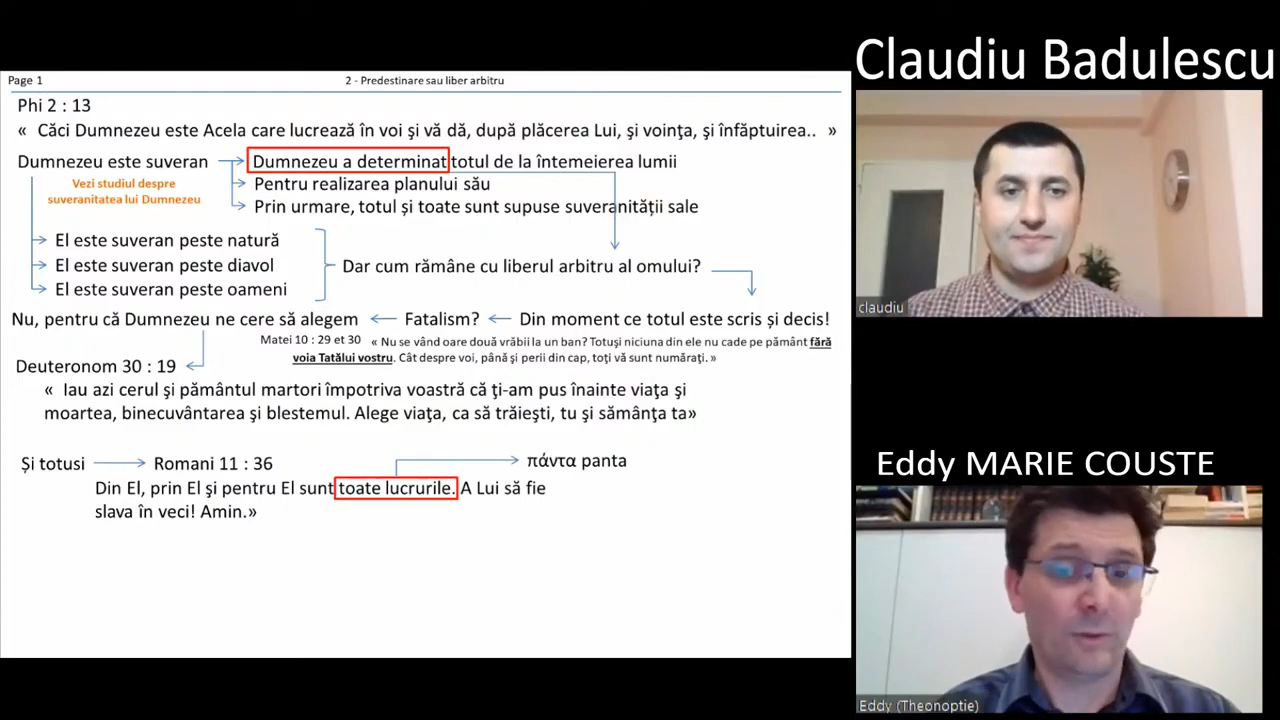 Claudiu Badulescu
Page 1
2 - Predestinare sau liber arbitru
Phi 2 : 13
« Căci Dumnezeu este Acela care lucrează în voi şi vă dă, după plăcerea Lui, şi voinţa, şi înfăptuirea.. »
Dumnezeu este suveran
Dumnezeu a determinat totul de la întemeierea lumii
Vezi studiul despre
suveranitatea lui Dumnezeu
Pentru realizarea planului său
Prin urmare, totul și toate sunt supuse suveranității sale
El este suveran peste natură
El este suveran peste diavol
El este suveran peste oameni
Dar cum rămâne cu liberul arbitru al omului?
Nu, pentru că Dumnezeu ne cere să alegem
Fatalism?
Din moment ce totul este scris și decis!
Matei 10 : 29 et 30
« Nu se vând oare două vrăbii la un ban? Totuşi niciuna din ele nu cade pe pământ fără
voia Tatălui vostru. Cât despre voi, până şi perii din cap, toţi vă sunt număraţi. »
Deuteronom 30 : 19
« Iau azi cerul şi pământul martori împotriva voastră că ţi-am pus înainte viaţa şi
moartea, binecuvântarea şi blestemul. Alege viaţa, ca să trăieşti, tu şi sămânţa ta»
Și totusi
Romani 11 : 36
πάντα panta
Din El, prin El şi pentru El sunt toate lucrurile. A Lui să fie
slava în veci! Amin.»
claudiu
Eddy MARIE COUSTE
Eddy (Theonoptie)